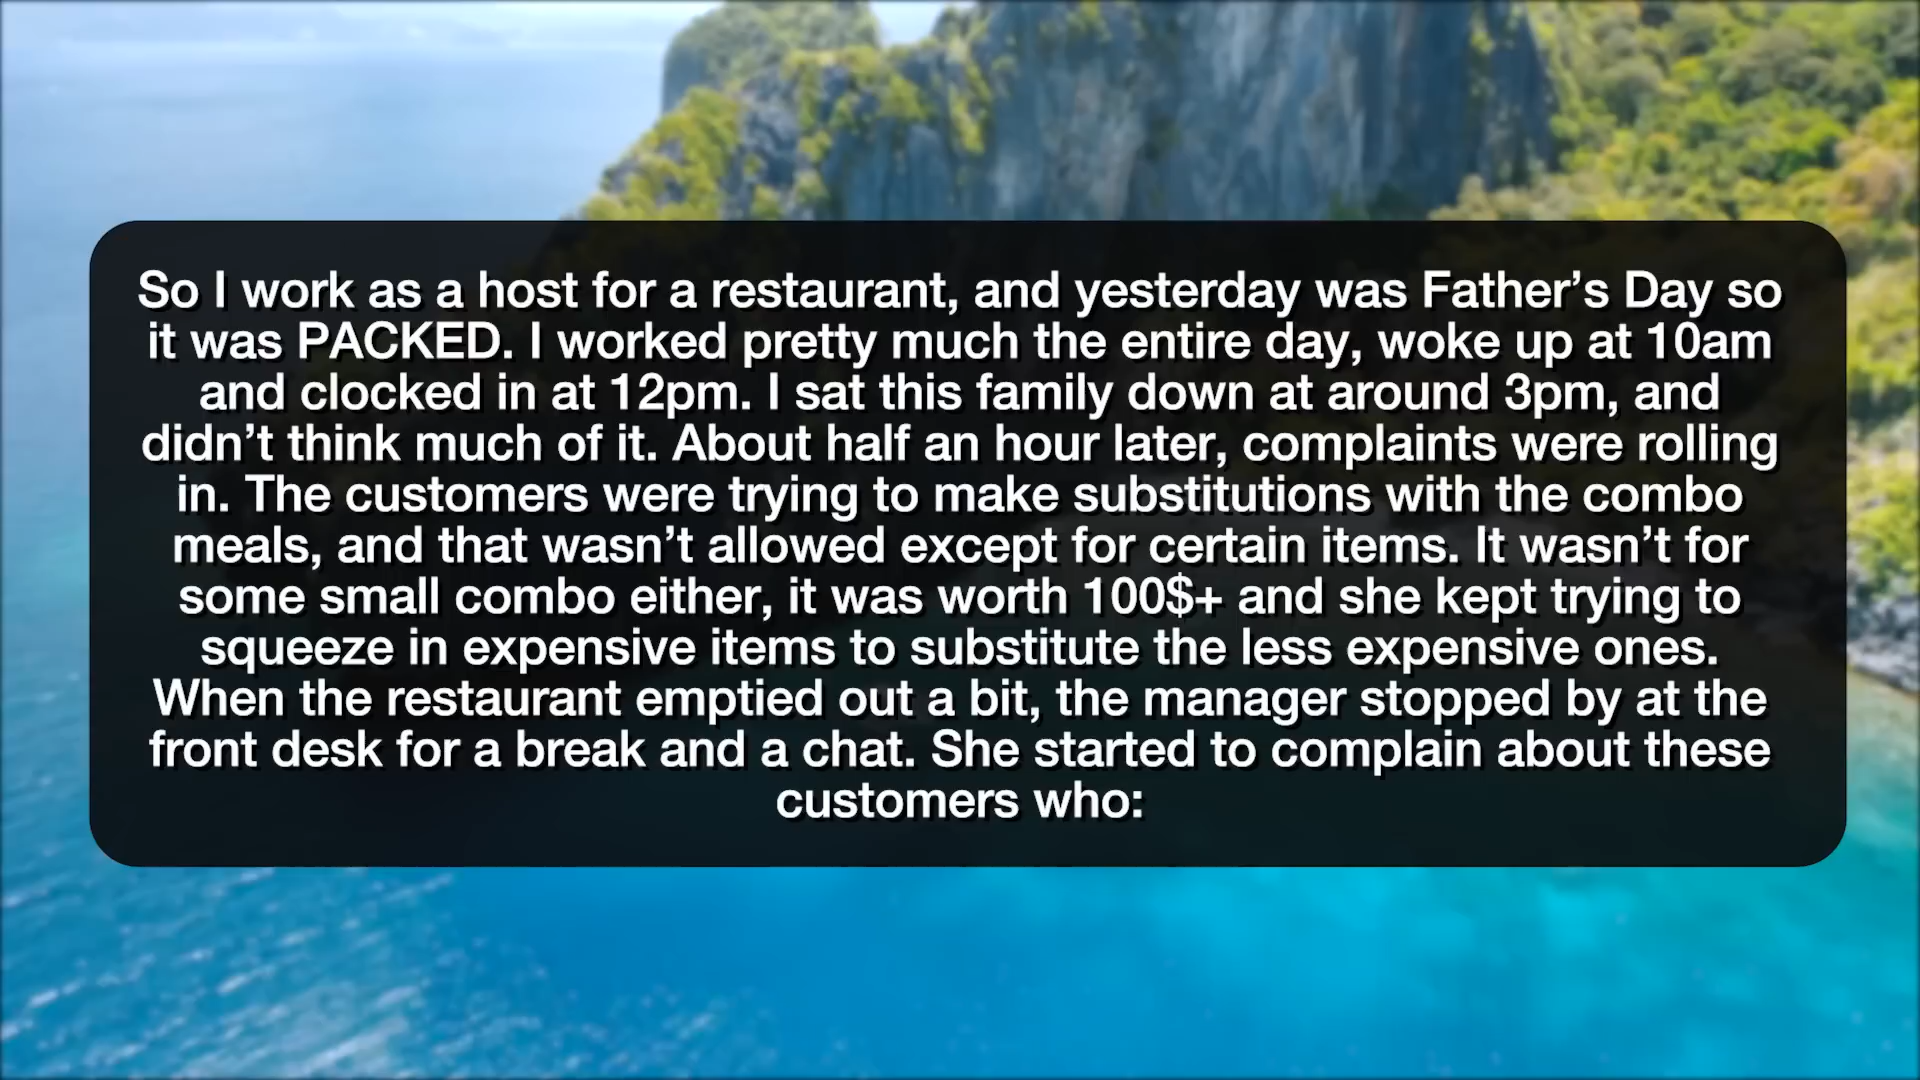 So I work as a host for a restaurant, and yesterday was Father’s Day so
it was PACKED. I worked pretty much the entire day, woke up at 10am
and clocked in at 12pm. I sat this family down at around 3pm, and
didn’t think much of it. About half an hour later, complaints were rolling
in. The customers were trying to make substitutions with the combo
meals, and that wasn’t allowed except for certain items. It wasn’t for
some small combo either, it was worth 100$+ and she kept trying to
squeeze in expensive items to substitute the less expensive ones.
When the restaurant emptied out a bit, the manager stopped by at the
front desk for a break and a chat. She started to complain about these
customers who: